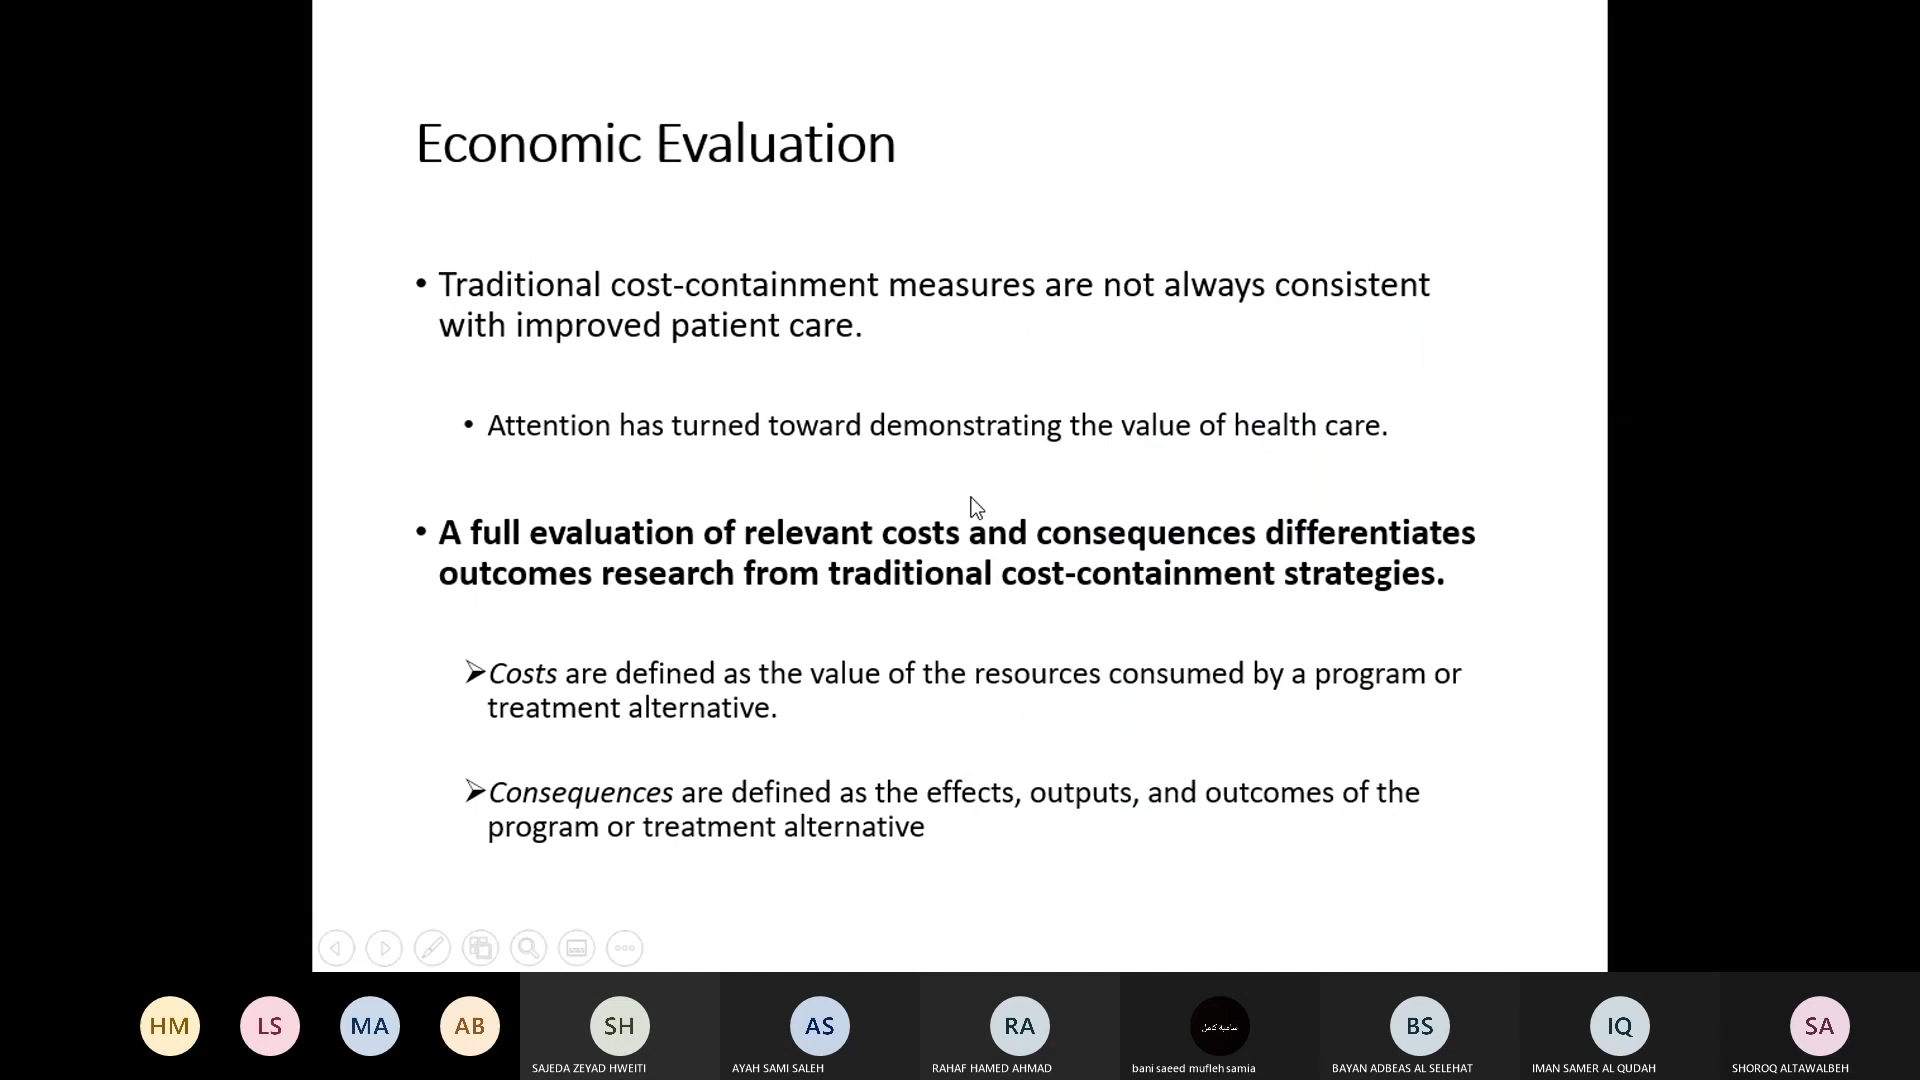 Economic Evaluation
• Traditional cost-containment measures are not always consistent
with improved patient care.
• Attention has turned toward demonstrating the value of health care.
• A full evaluation of relevant costs and consequences differentiates
outcomes research from traditional cost-containment strategies.
➢Costs are defined as the value of the resources consumed by a program or
treatment alternative.
➢Consequences are defined as the effects, outputs, and outcomes of the
program or treatment alternative
HM
LS
MA
AB
SH
AS
RA
BS
IQ
SA
SAJEDA ZEYAD HWEITI
AYAH SAMI SALEH
RAHAF HAMED AHMAD
bani saeed mufleh samia
BAYAN ADBEAS AL SELEHAT
IMAN SAMER AL QUDAH
SHOROQ ALTAWALBEH